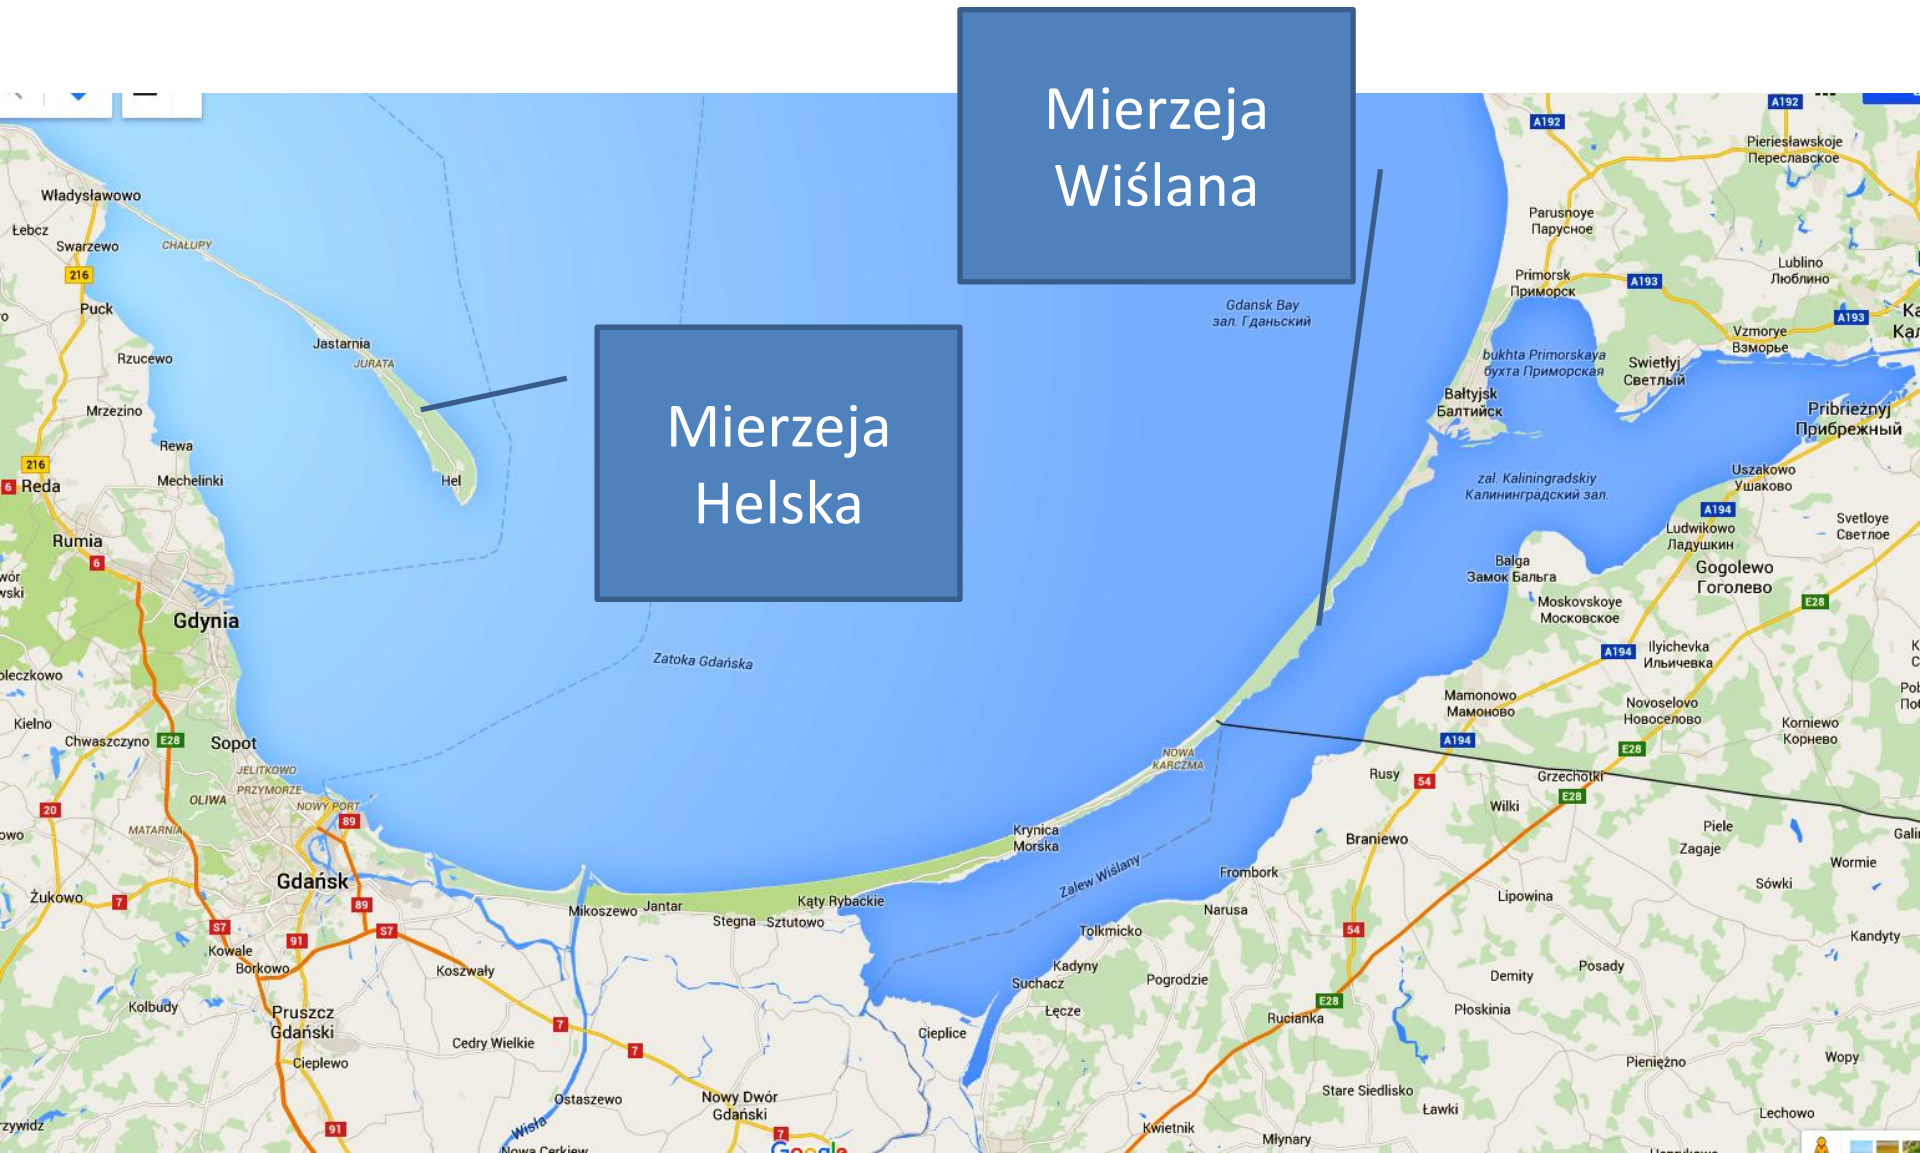 Mierzeja
Wiślana
Mierzeja
Helska
A192
A192
Pieriesławskoje
Переславское
Władysławowo
Łebcz
Swarzewo
CHAŁUPY
216
Puck
Parusnoye
Парусное
Primorsk
Приморск
A193
Lublino
Люблино
A193
Vzmorye
Взморье
Gdansk Bay
зал. Гданьский
bukhta Primorskaya
бухта Приморская
Swietłyj
Светлый
Jastarnia
JURATA
Rzucewo
Mrzezino
Rewa
Mechelinki
Hel
216
6
Reda
Rumia
6
Bałtyjsk
Балтийск
Pribrieżnyj
Прибрежный
zal. Kaliningradskiy
Калининградский зал.
Uszakowo
Ушаково
A194
Ludwikowo
Ладушкин
Svetloye
Светлое
Balga
Замок Бальга
Gogolewo
Гоголево
E28
Moskovskoye
Московское
A194
Ilyichevka
Ильичевка
Gdynia
Zatoka Gdańska
Mamonowo
Мамоново
Novoselovo
Новоселово
Korniewo
Корнево
A194
E28
Kielno
Chwaszczyno
E28
Sopot
JELITKOWO
PRZYMORZE
OLIWA
NOWY PORT
MATARNIA
20
89
NOWA
KARCZMA
Rusy
54
Grzechotki
E28
Wilki
Braniewo
Piele
Zagaje
Wormie
Sówki
Krynica
Morska
Zalew Wiślany
Frombork
Narusa
Lipowina
Gdańsk
89
Żukowo
7
S7
91
S7
Kowale
Borkowo
Mikoszewo
Jantar
Stegna
Sztutowo
Kąty Rybackie
Tolkmicko
54
Kandyty
Koszwały
Kadyny
Suchacz
Pogrodzie
Łęcze
Demity
Posady
Płoskinia
E28
Rucianka
Kolbudy
Pruszcz
Gdański
Cieplewo
7
7
Cedry Wielkie
Cieplice
Pieniężno
Wopy
Stare Siedlisko
Ławki
Lechowo
Ostaszewo
Nowy Dwór
Gdański
7
Wisła
Kwietnik
Młynary
91
Nowa Cerkiew
Google